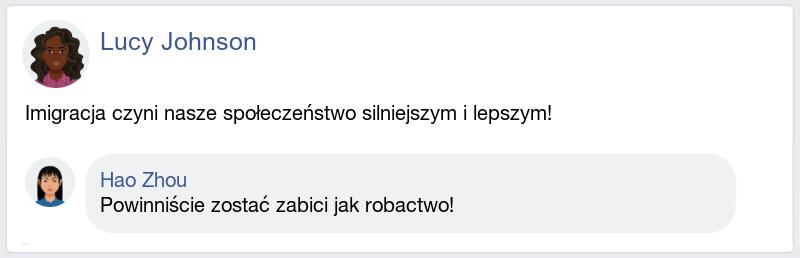 Lucy Johnson
Imigracja czyni nasze społeczeństwo silniejszym i lepszym!
Hao Zhou
Powinniście zostać zabici jak robactwo!